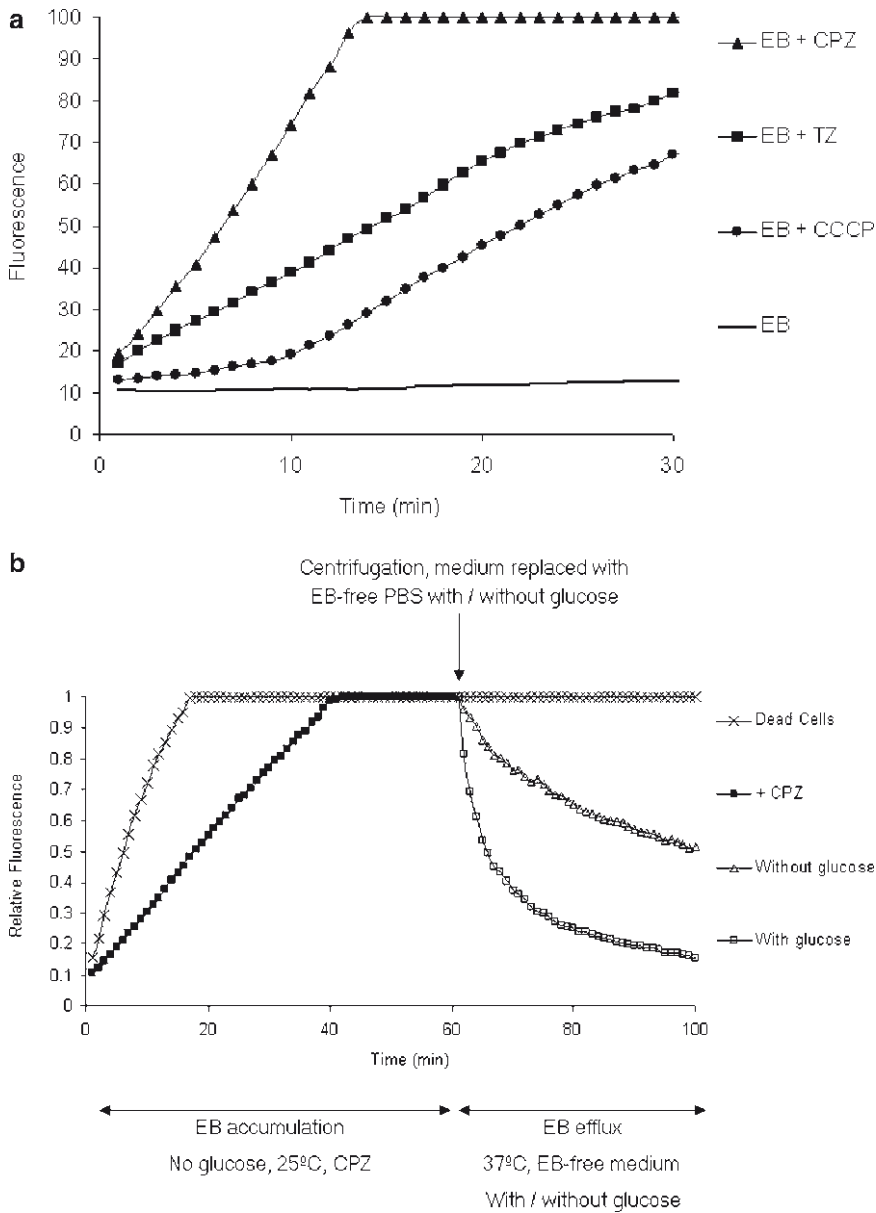 a
100
90
80
70
60
50
40
30
20
10
0
Fluorescence
0
10
20
30
Time (min)
EB + CPZ
EB + TZ
EB + CCCP
EB
b
Centrifugation, medium replaced with
EB-free PBS with / without glucose
1
0.9
0.8
0.7
0.6
0.5
0.4
0.3
0.2
0.1
0
Relative Fluorescence
0
20
40
60
80
100
Time (min)
Dead Cells
+ CPZ
Without glucose
With glucose
EB accumulation
No glucose, 25ºC, CPZ
EB efflux
37ºC, EB-free medium
With / without glucose